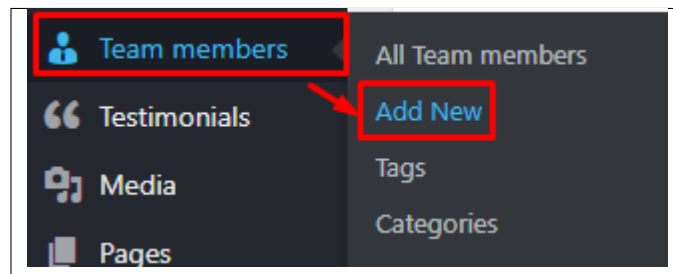 Team members
Testimonials
Media
Pages
All Team members
Add New
Tags
Categories